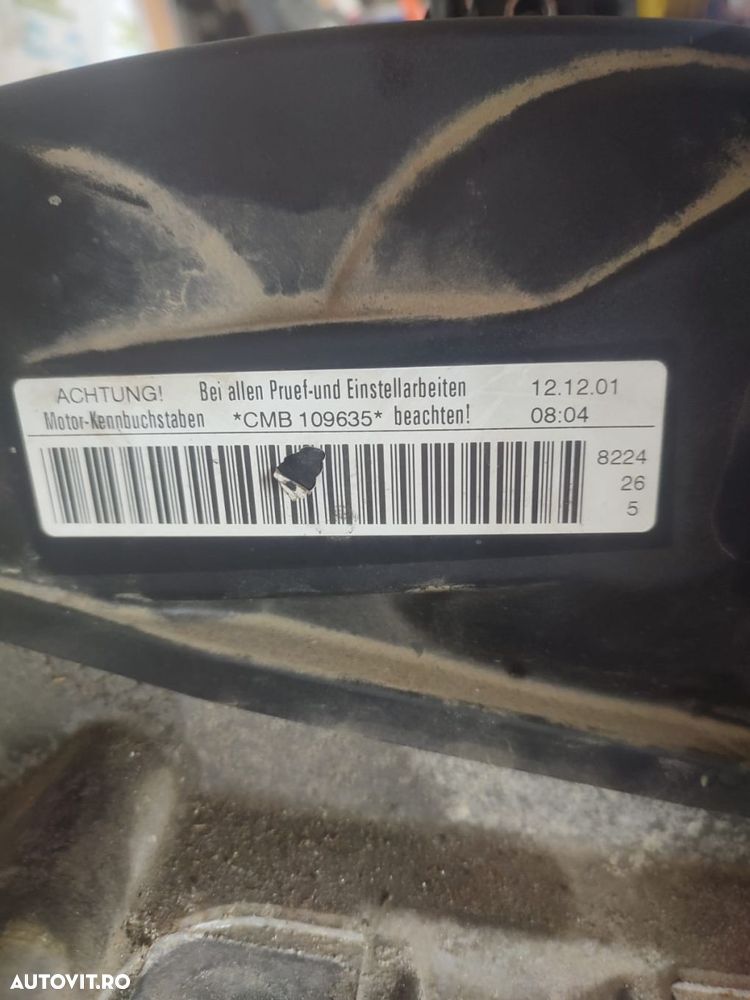 ACHTUNG! Bei allen Pruef-und Einstellarbeiten 12.12.01
Motor-Kennbuchstaben *CMB 109635* beachten! 08:04
8224
26
5
AUTOVIT.RO